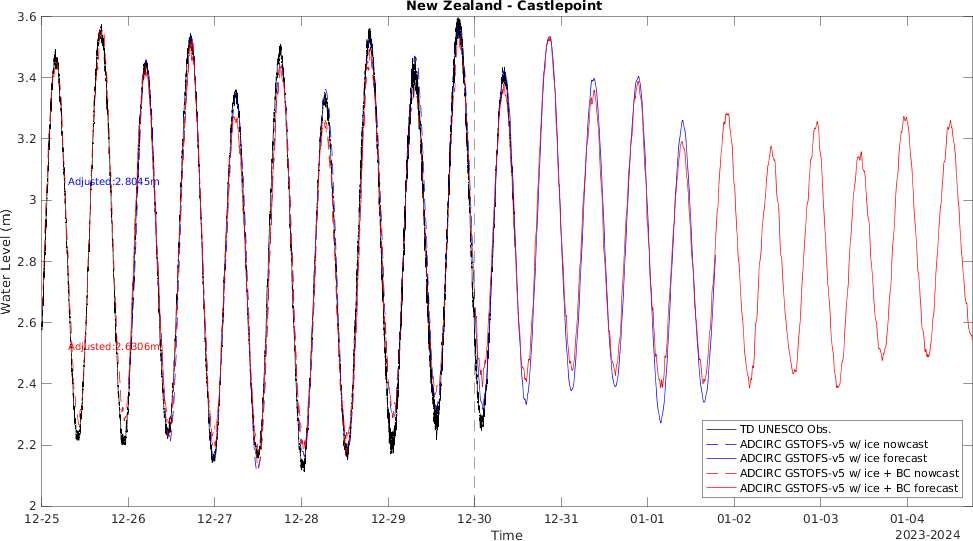 New Zealand - Castlepoint
3.6
3.4
3.2
3
2.8
2.6
2.4
2.2
2
Water Level (m)
Adjusted:2.8045m
Adjusted:2.6306m
TD UNESCO Obs.
ADCIRC GSTOFS-v5 w/ ice nowcast
ADCIRC GSTOFS-v5 w/ ice forecast
ADCIRC GSTOFS-v5 w/ ice + BC nowcast
ADCIRC GSTOFS-v5 w/ ice + BC forecast
12-25 12-26 12-27 12-28 12-29 12-30 12-31 01-01 01-02 01-03 01-04
Time
2023-2024